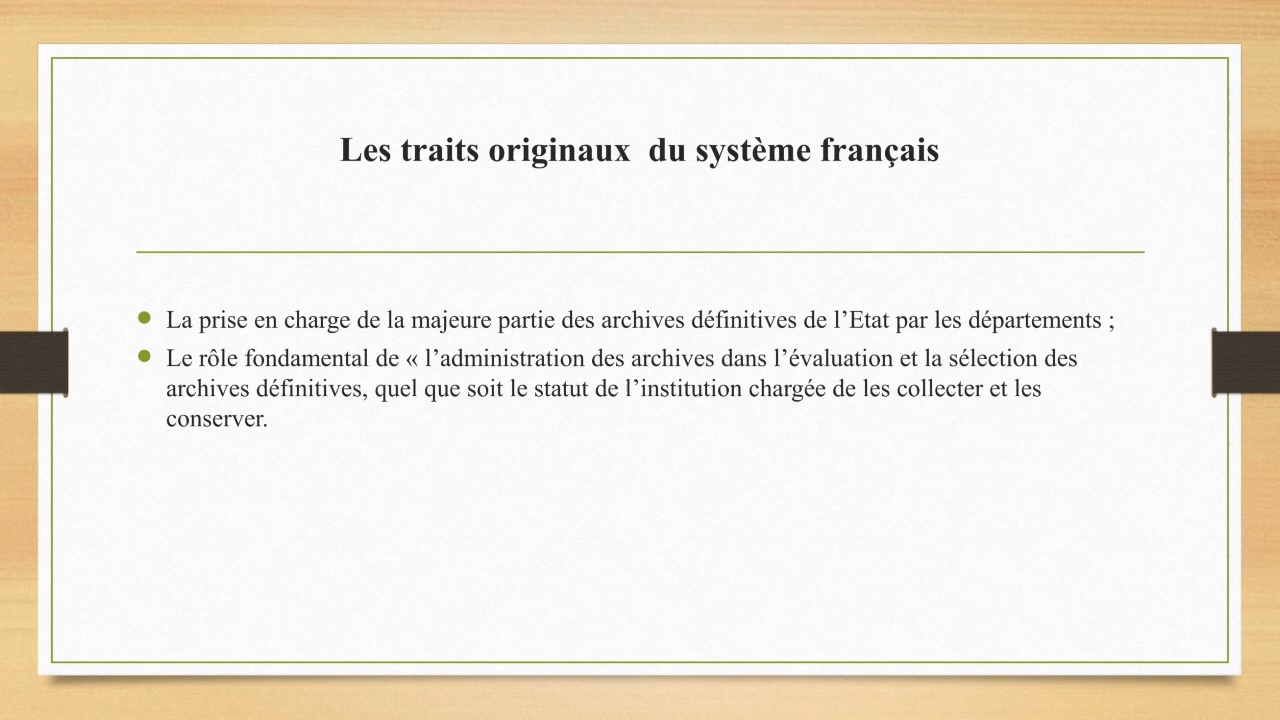 Les traits originaux  du système français
La prise en charge de la majeure partie des archives définitives de l’Etat par les départements ;
Le rôle fondamental de « l’administration des archives dans l’évaluation et la sélection des
archives définitives, quel que soit le statut de l’institution chargée de les collecter et les
conserver.